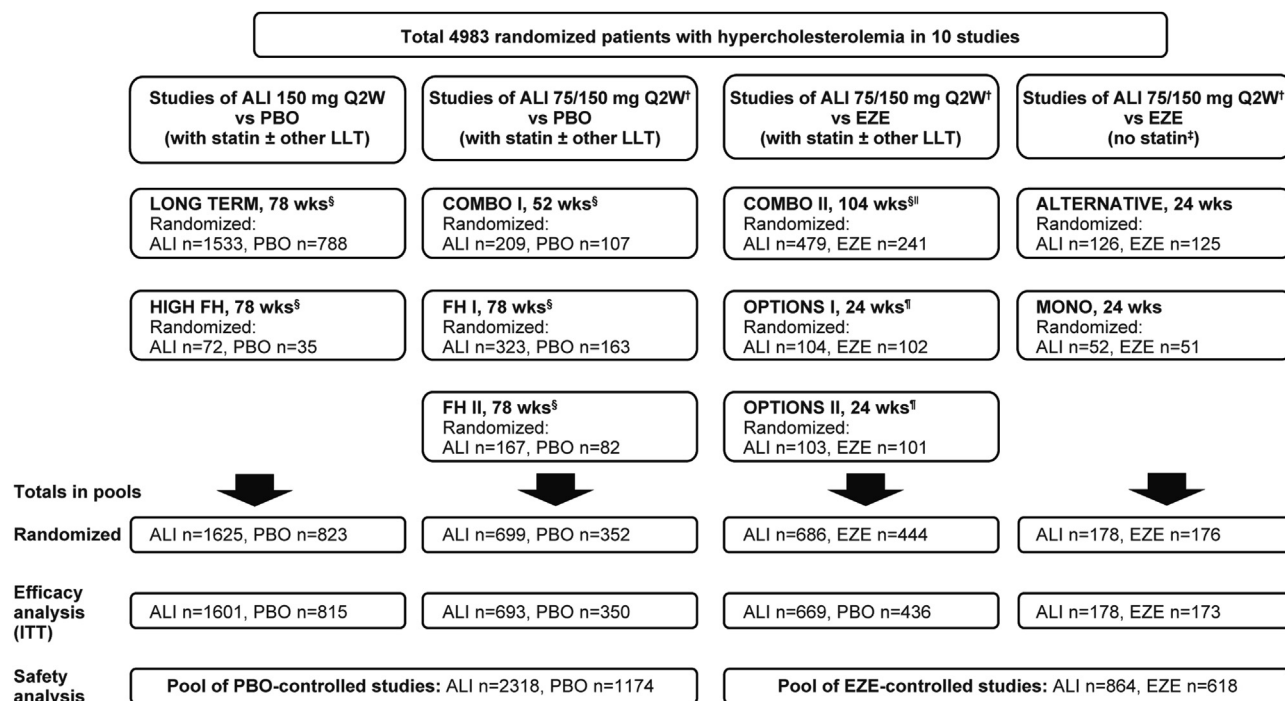 Total 4983 randomized patients with hypercholesterolemia in 10 studies
Studies of ALI 150 mg Q2W
vs PBO
(with statin ± other LLT)
Studies of ALI 75/150 mg Q2W†
vs PBO
(with statin ± other LLT)
Studies of ALI 75/150 mg Q2W†
vs EZE
(with statin ± other LLT)
Studies of ALI 75/150 mg Q2W†
vs EZE
(no statin‡)
LONG TERM, 78 wks§
Randomized:
ALI n=1533, PBO n=788
COMBO I, 52 wks§
Randomized:
ALI n=209, PBO n=107
COMBO II, 104 wks§||
Randomized:
ALI n=479, EZE n=241
ALTERNATIVE, 24 wks
Randomized:
ALI n=126, EZE n=125
HIGH FH, 78 wks§
Randomized:
ALI n=72, PBO n=35
FH I, 78 wks§
Randomized:
ALI n=323, PBO n=163
OPTIONS I, 24 wks¶
Randomized:
ALI n=104, EZE n=102
MONO, 24 wks
Randomized:
ALI n=52, EZE n=51
FH II, 78 wks§
Randomized:
ALI n=167, PBO n=82
OPTIONS II, 24 wks¶
Randomized:
ALI n=103, EZE n=101
Totals in pools
Randomized
ALI n=1625, PBO n=823
ALI n=699, PBO n=352
ALI n=686, EZE n=444
ALI n=178, EZE n=176
Efficacy
analysis
(ITT)
ALI n=1601, PBO n=815
ALI n=693, PBO n=350
ALI n=669, PBO n=436
ALI n=178, EZE n=173
Safety
analysis
Pool of PBO-controlled studies: ALI n=2318, PBO n=1174
Pool of EZE-controlled studies: ALI n=864, EZE n=618